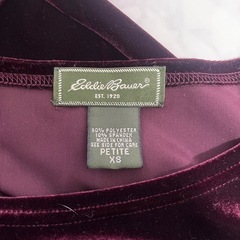 Eddie Bauer
EST. 1920
90% POLYESTER
10% SPANDEX
MADE IN CHINA
SEE SIDE FOR CARE
PETITE
XS